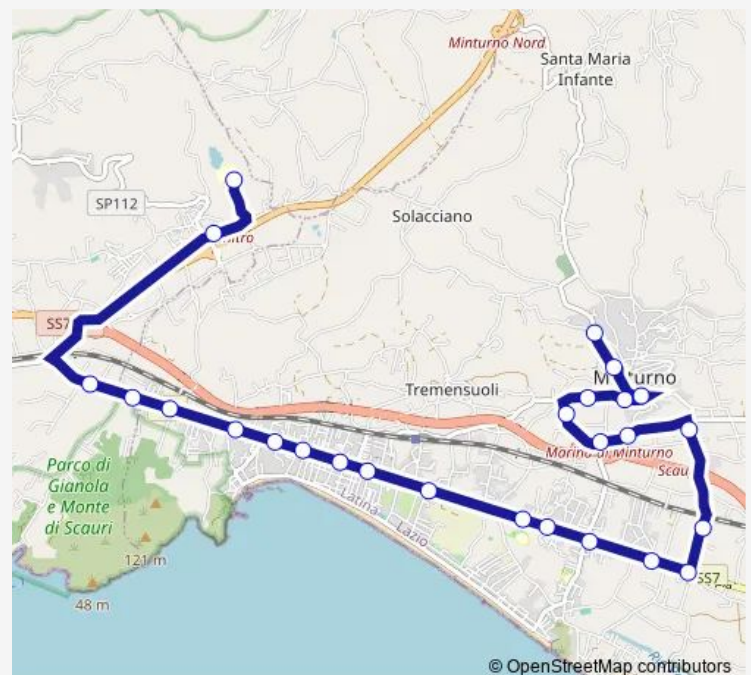 Minturno Nord
Santa Maria
Infante
SP112
Solacciano
SS7
Tremensuoli
Parco di
Gianola
e Monte
di Scauri
121 m
48 m
Latina
Lazio
SS7
© OpenStreetMap contributors